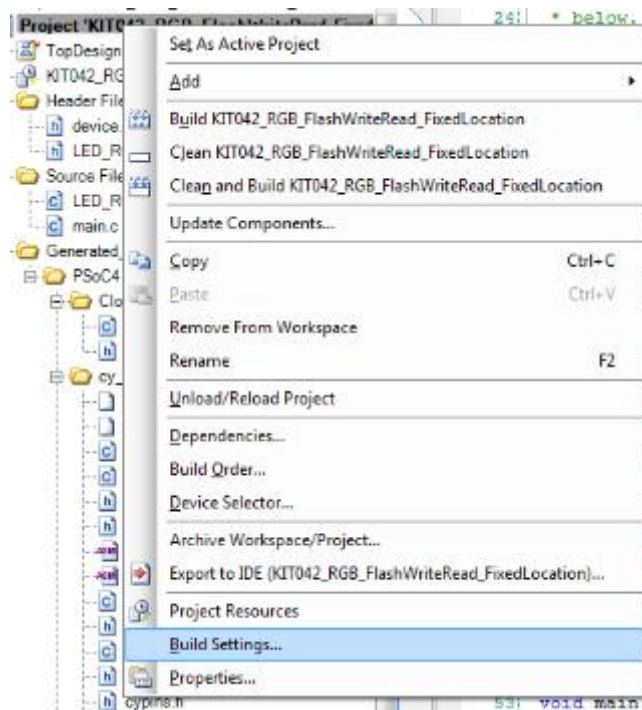 Project 'KIT042_RGB_FlashWriteRead_Fixed
24 * below.
TopDesign
KIT042_RG
Header File
device.
LED_R
Source File
LED_R
main.c
Generated_
PSoC4
Clo
cy_
cypins.h
53 void main
Set As Active Project
Add
Build KIT042_RGB_FlashWriteRead_FixedLocation
Clean KIT042_RGB_FlashWriteRead_FixedLocation
Clean and Build KIT042_RGB_FlashWriteRead_FixedLocation
Update Components...
Copy Ctrl+C
Paste Ctrl+V
Remove From Workspace
Rename F2
Unload/Reload Project
Dependencies...
Build Order...
Device Selector...
Archive Workspace/Project...
Export to IDE (KIT042_RGB_FlashWriteRead_FixedLocation)...
Project Resources
Build Settings...
Properties...